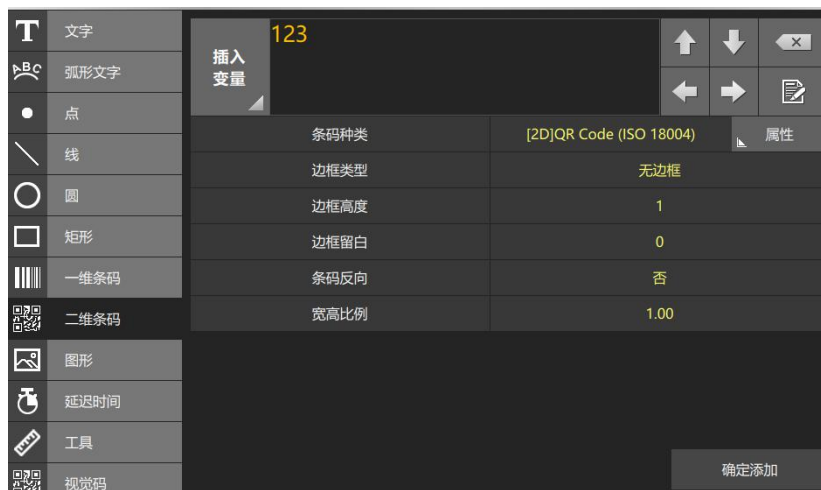 T 文字
ABC 弧形文字
点
线
圆
矩形
一维条码
二维条码
图形
延迟时间
工具
视觉码
插入
变量
123
条码种类 [2D]QR Code (ISO 18004) 属性
边框类型 无边框
边框高度 1
边框留白 0
条码反向 否
宽高比例 1.00
确定添加